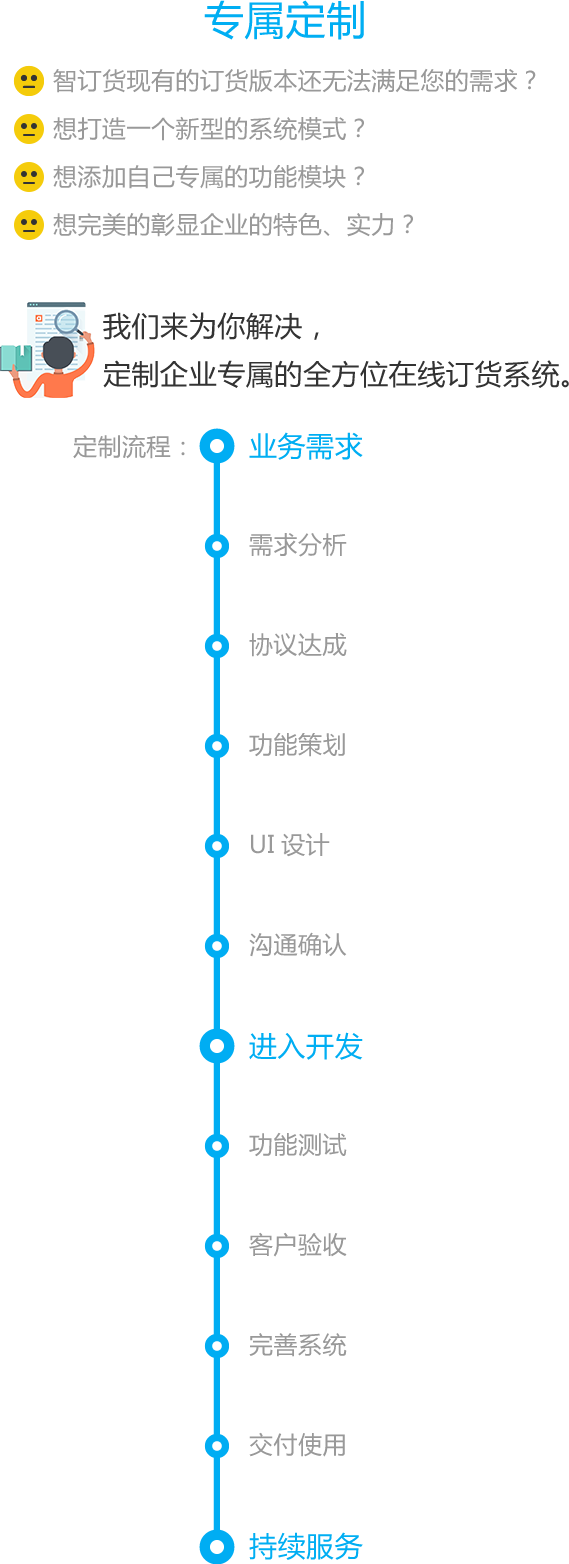 专属定制
智订货现有的订货版本还无法满足您的需求？
想打造一个新型的系统模式？
想添加自己专属的功能模块？
想完美的彰显企业的特色、实力？
我们来为你解决，
定制企业专属的全方位在线订货系统。
定制流程：
业务需求
需求分析
协议达成
功能策划
UI 设计
沟通确认
进入开发
功能测试
客户验收
完善系统
交付使用
持续服务